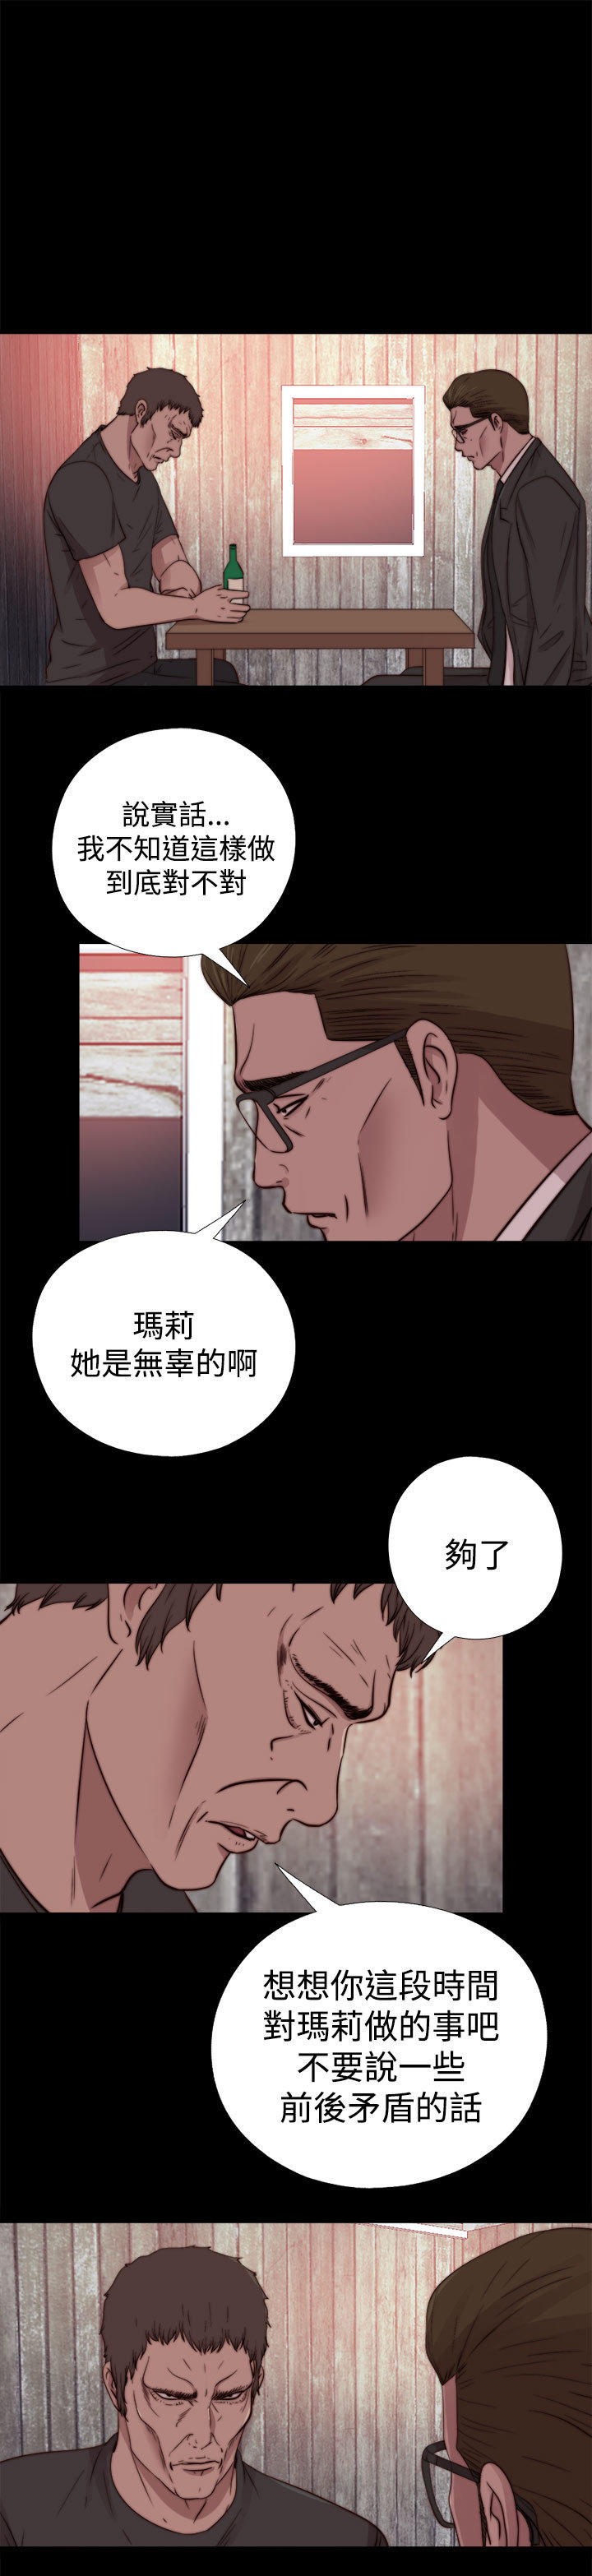 說實話...
我不知道這樣做
到底對不對
瑪莉
她是無辜的啊
夠了
想想你這段時間
對瑪莉做的事吧
不要說一些
前後矛盾的話